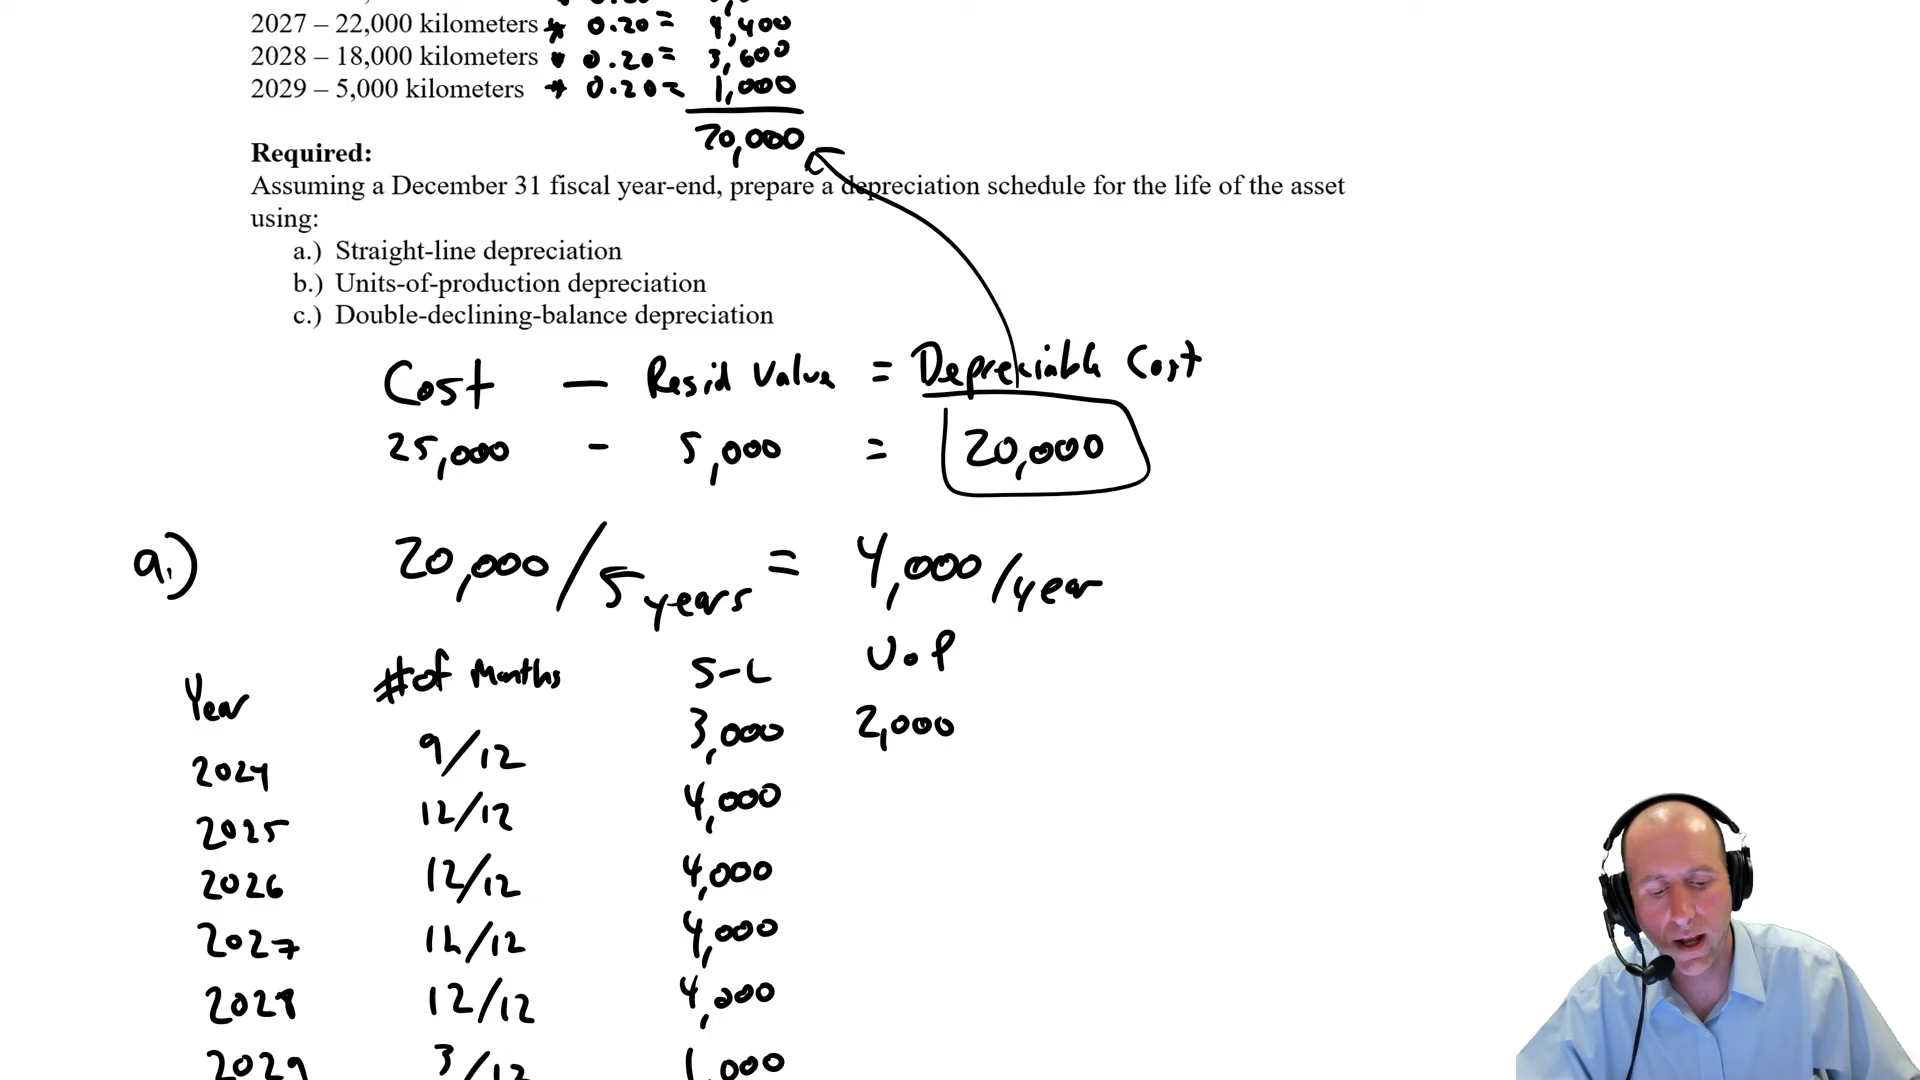 2027 – 22,000 kilometers * 0.20 = 4,400
2028 – 18,000 kilometers * 0.20 = 3,600
2029 – 5,000 kilometers * 0.20 = 1,000
20,000
Required:
Assuming a December 31 fiscal year-end, prepare a depreciation schedule for the life of the asset
using:
a.) Straight-line depreciation
b.) Units-of-production depreciation
c.) Double-declining-balance depreciation
Cost – Resid Value = Depreciable Cost
25,000 - 5,000 = 20,000
a.) 20,000 / 5 years = 4,000 / year
Year # of Months S-L U.o.P
2024 9/12 3,000 2,000
2025 12/12 4,000
2026 12/12 4,000
2027 12/12 4,000
2028 12/12 4,000
2029 3/12 1,000